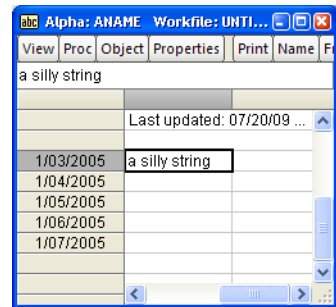 Alpha: ANAME Workfile: UNTI...
View Proc Object Properties Print Name
a silly string
Last updated: 07/20/09 ...
1/03/2005 a silly string
1/04/2005
1/05/2005
1/06/2005
1/07/2005